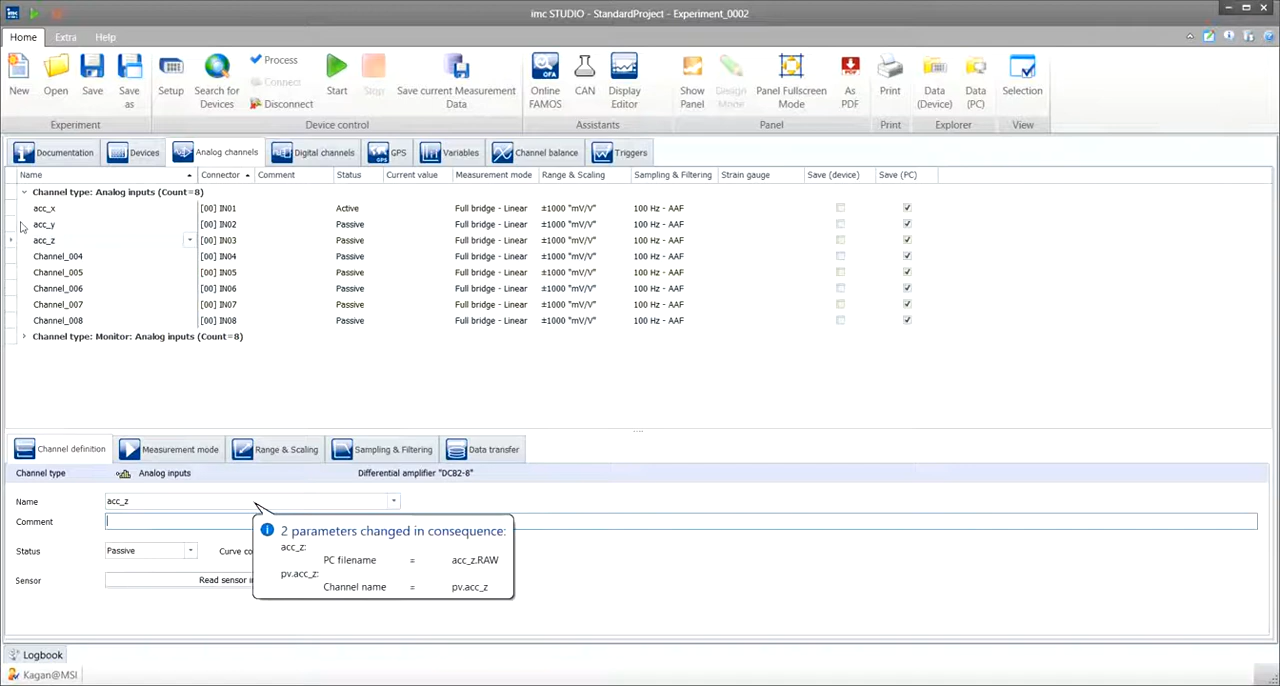 imc STUDIO - StandardProject - Experiment_0002
Home Extra Help
New Open Save Save as
Experiment
Setup Search for Devices Process Connect Disconnect Start Stop Save current Measurement Data
Device control
Online FAMOS CAN Display Editor
Assistants
Show Panel Design Mode Panel Fullscreen Mode As PDF
Panel
Print
Print
Data (Device) Data (PC)
Explorer
Selection
View
Documentation Devices Analog channels Digital channels GPS Variables Channel balance Triggers
Name Connector Comment Status Current value Measurement mode Range & Scaling Sampling & Filtering Strain gauge Save (device) Save (PC)
Channel type: Analog inputs (Count=8)
acc_x [00] IN01 Active Full bridge - Linear ±1000 "mV/V" 100 Hz - AAF
acc_y [00] IN02 Passive Full bridge - Linear ±1000 "mV/V" 100 Hz - AAF
acc_z [00] IN03 Passive Full bridge - Linear ±1000 "mV/V" 100 Hz - AAF
Channel_004 [00] IN04 Passive Full bridge - Linear ±1000 "mV/V" 100 Hz - AAF
Channel_005 [00] IN05 Passive Full bridge - Linear ±1000 "mV/V" 100 Hz - AAF
Channel_006 [00] IN06 Passive Full bridge - Linear ±1000 "mV/V" 100 Hz - AAF
Channel_007 [00] IN07 Passive Full bridge - Linear ±1000 "mV/V" 100 Hz - AAF
Channel_008 [00] IN08 Passive Full bridge - Linear ±1000 "mV/V" 100 Hz - AAF
Channel type: Monitor: Analog inputs (Count=8)
Channel definition Measurement mode Range & Scaling Sampling & Filtering Data transfer
Channel type Analog inputs Differential amplifier "DCB2-8"
Name acc_z
Comment
2 parameters changed in consequence:
acc_z:
PC filename = acc_z.RAW
pv.acc_z:
Channel name = pv.acc_z
Status Passive Curve co
Sensor Read sensor i
Logbook
Kagan@MSI